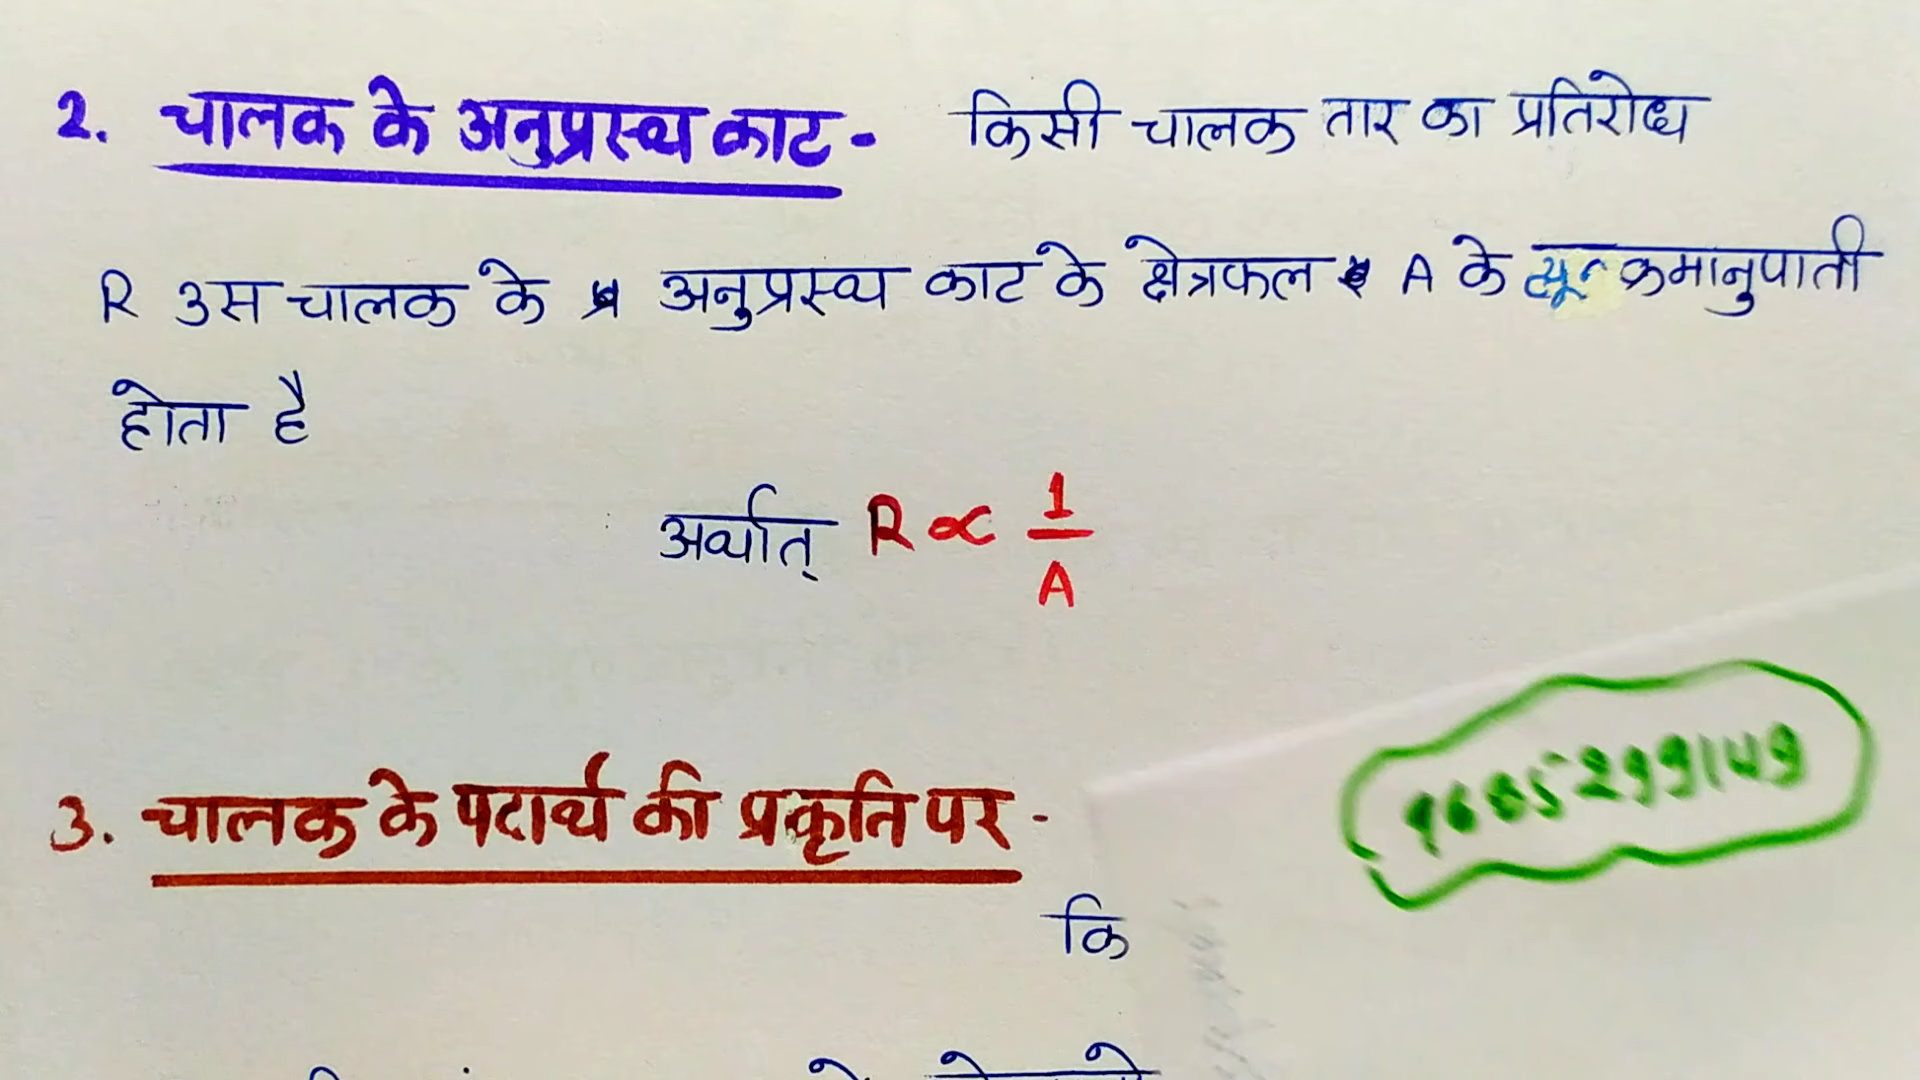 2. चालक के अनुप्रस्थ काट - किसी चालक तार का प्रतिरोध
R उस चालक के अनुप्रस्थ काट के क्षेत्रफल A के व्यूत्क्रमानुपाती
होता है
अर्थात् R ∝ 1/A
3. चालक के पदार्थ की प्रकृति पर -
कि